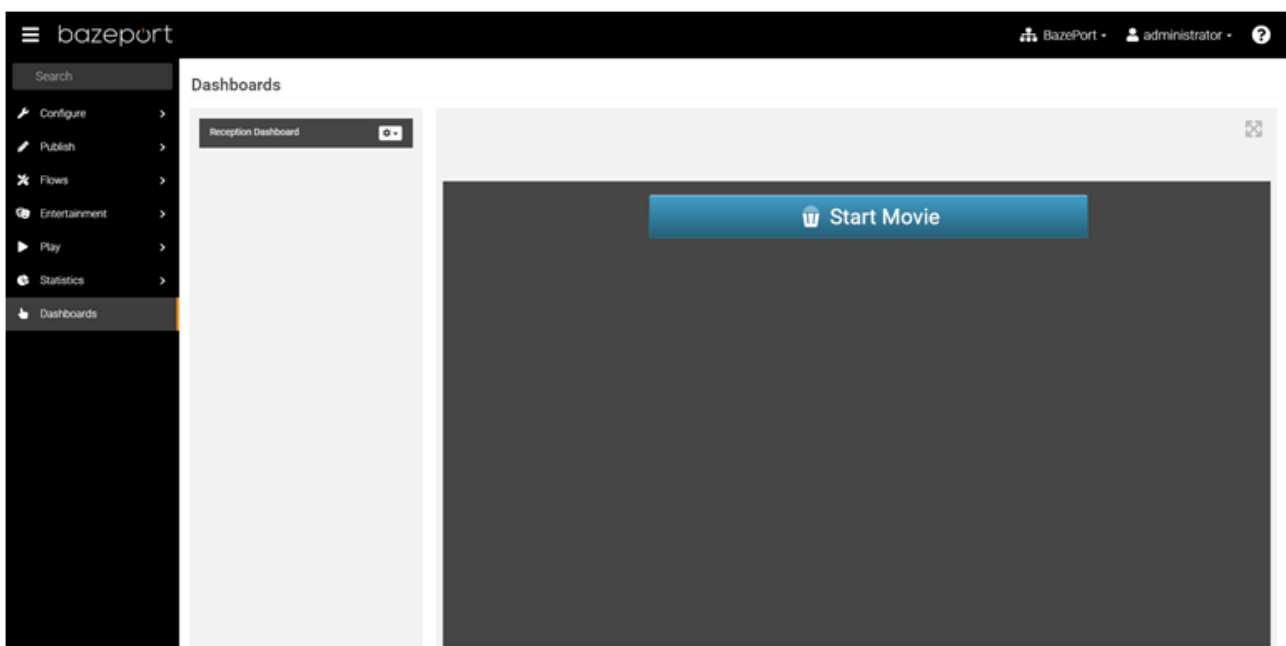 bazeport
BazePort
administrator
Search
Dashboards
Configure
Publish
Flows
Entertainment
Play
Statistics
Dashboards
Reception Dashboard
Start Movie